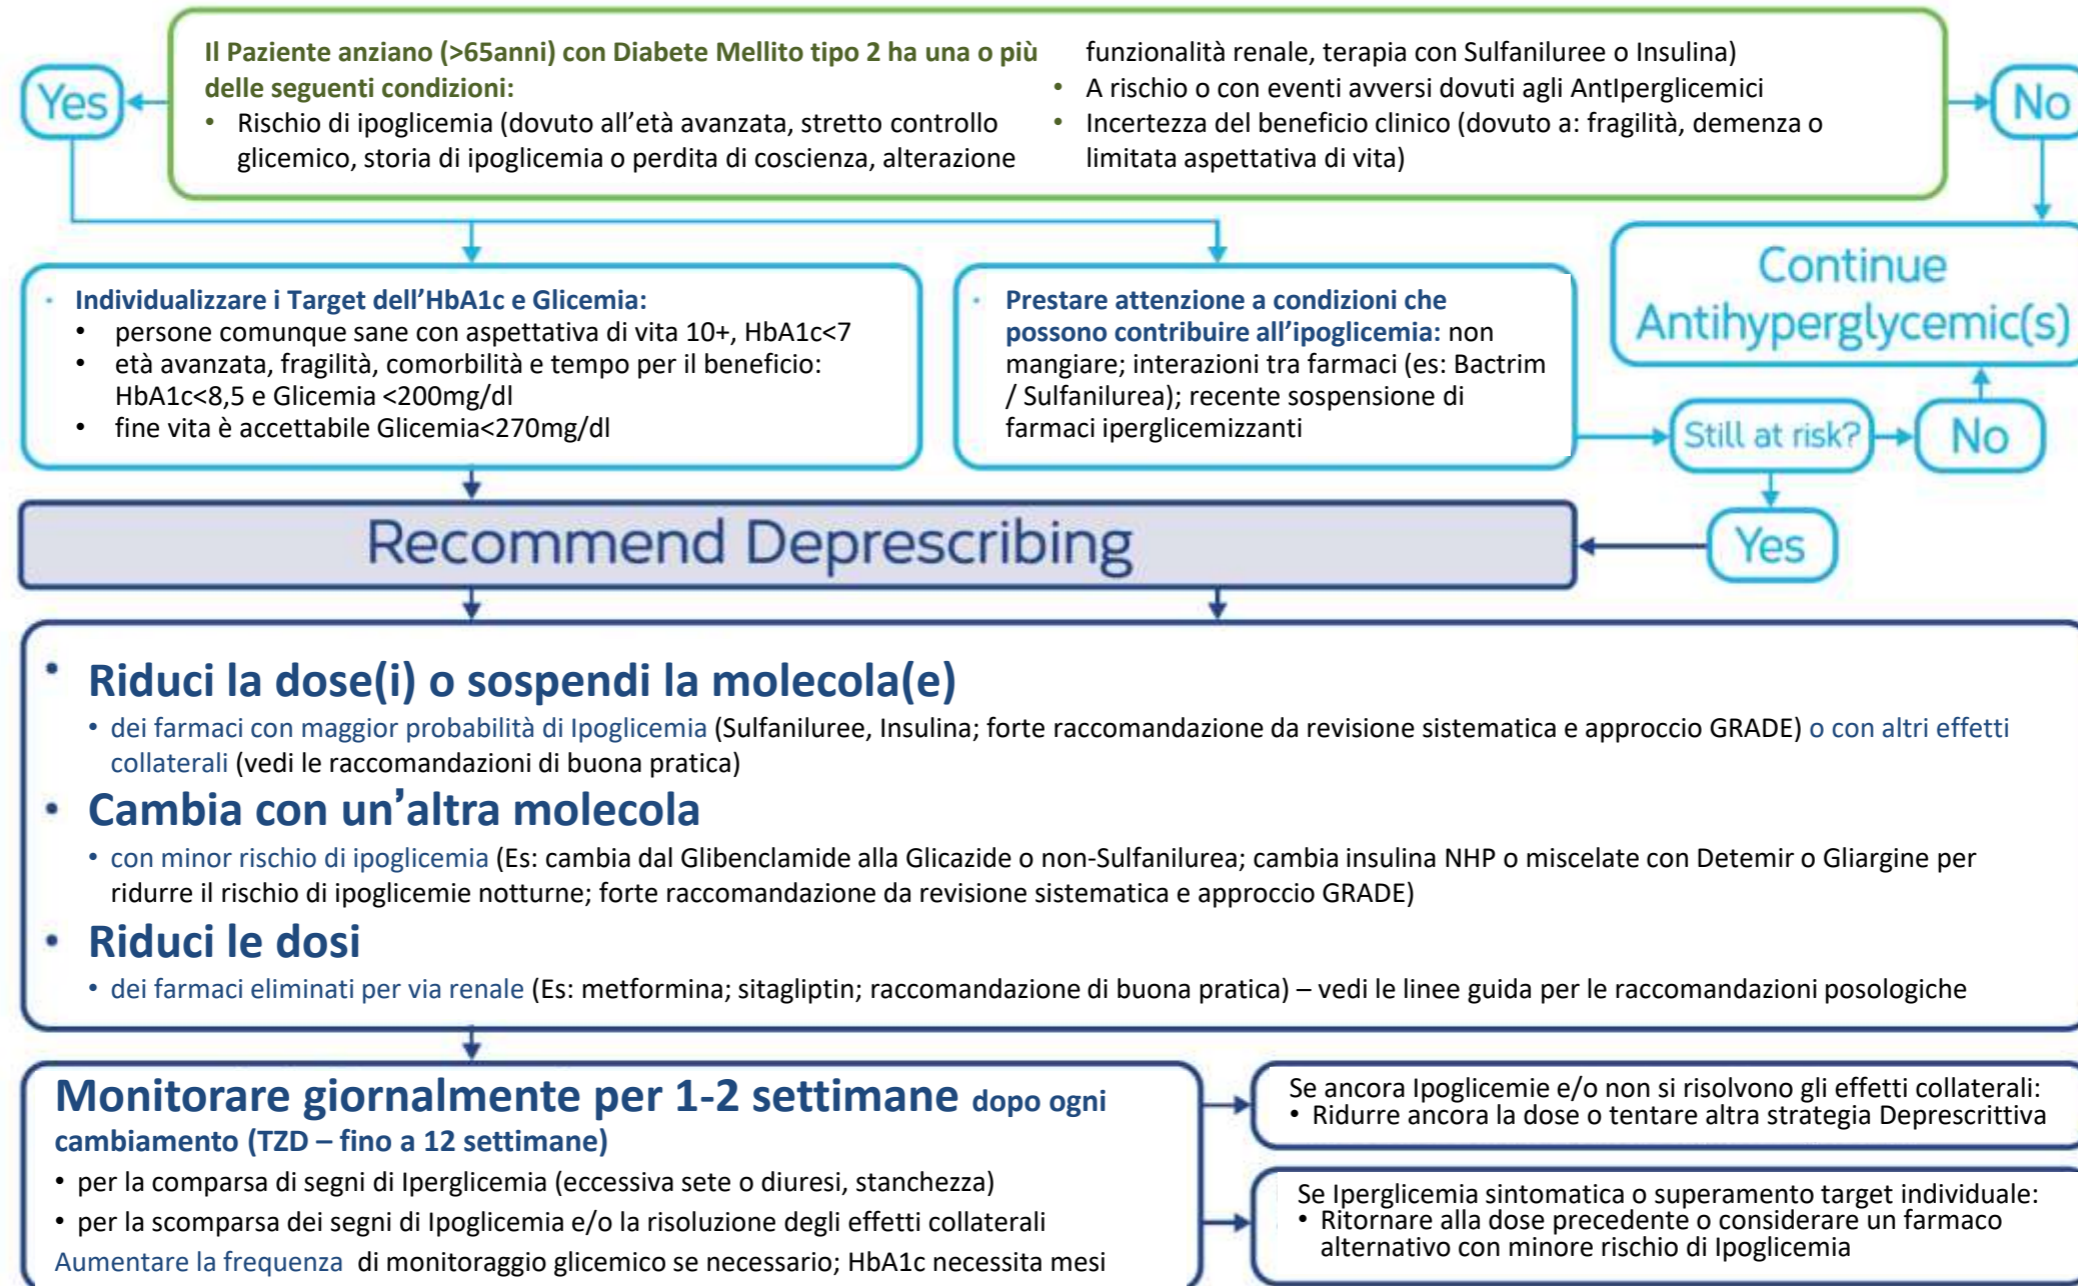 Il Paziente anziano (>65anni) con Diabete Mellito tipo 2 ha una o più
delle seguenti condizioni:
• Rischio di ipoglicemia (dovuto all'età avanzata, stretto controllo
glicemico, storia di ipoglicemia o perdita di coscienza, alterazione
funzionalità renale, terapia con Sulfaniluree o Insulina)
• A rischio o con eventi avversi dovuti agli AntIperglicemici
• Incertezza del beneficio clinico (dovuto a: fragilità, demenza o
limitata aspettativa di vita)
Yes
No
• Individualizzare i Target dell'HbA1c e Glicemia:
• persone comunque sane con aspettativa di vita 10+, HbA1c<7
• età avanzata, fragilità, comorbilità e tempo per il beneficio:
HbA1c<8,5 e Glicemia <200mg/dl
• fine vita è accettabile Glicemia<270mg/dl
• Prestare attenzione a condizioni che
possono contribuire all'ipoglicemia: non
mangiare; interazioni tra farmaci (es: Bactrim
/ Sulfanilurea); recente sospensione di
farmaci iperglicemizzanti
Continue
Antihyperglycemic(s)
Still at risk?
No
Yes
Recommend Deprescribing
• Riduci la dose(i) o sospendi la molecola(e)
• dei farmaci con maggior probabilità di Ipoglicemia (Sulfaniluree, Insulina; forte raccomandazione da revisione sistematica e approccio GRADE) o con altri effetti
collaterali (vedi le raccomandazioni di buona pratica)
• Cambia con un'altra molecola
• con minor rischio di ipoglicemia (Es: cambia dal Glibenclamide alla Glicazide o non-Sulfanilurea; cambia insulina NHP o miscelate con Detemir o Gliargine per
ridurre il rischio di ipoglicemie notturne; forte raccomandazione da revisione sistematica e approccio GRADE)
• Riduci le dosi
• dei farmaci eliminati per via renale (Es: metformina; sitagliptin; raccomandazione di buona pratica) – vedi le linee guida per le raccomandazioni posologiche
Monitorare giornalmente per 1-2 settimane dopo ogni
cambiamento (TZD – fino a 12 settimane)
• per la comparsa di segni di Iperglicemia (eccessiva sete o diuresi, stanchezza)
• per la scomparsa dei segni di Ipoglicemia e/o la risoluzione degli effetti collaterali
Aumentare la frequenza di monitoraggio glicemico se necessario; HbA1c necessita mesi
Se ancora Ipoglicemie e/o non si risolvono gli effetti collaterali:
• Ridurre ancora la dose o tentare altra strategia Deprescrittiva
Se Iperglicemia sintomatica o superamento target individuale:
• Ritornare alla dose precedente o considerare un farmaco
alternativo con minore rischio di Ipoglicemia